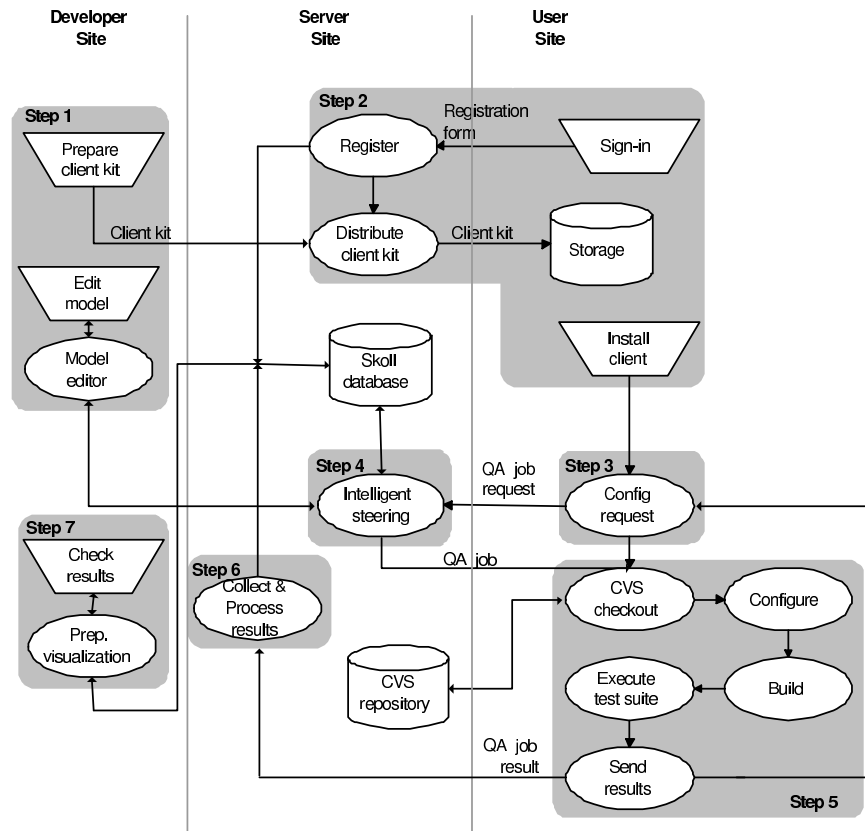 Developer
Site
Server
Site
User
Site
Step 1
Prepare
client kit
Client kit
Edit
model
Model
editor
Step 2
Registration
form
Register
Sign-in
Distribute
client kit
Client kit
Storage
Install
client
Skoll
database
Step 4
Intelligent
steering
QA job
request
Step 3
Config
request
Step 7
Check
results
Prep.
visualization
Step 6
Collect &
Process
results
QA job
CVS
checkout
Configure
CVS
repository
Execute
test suite
Build
QA job
result
Send
results
Step 5